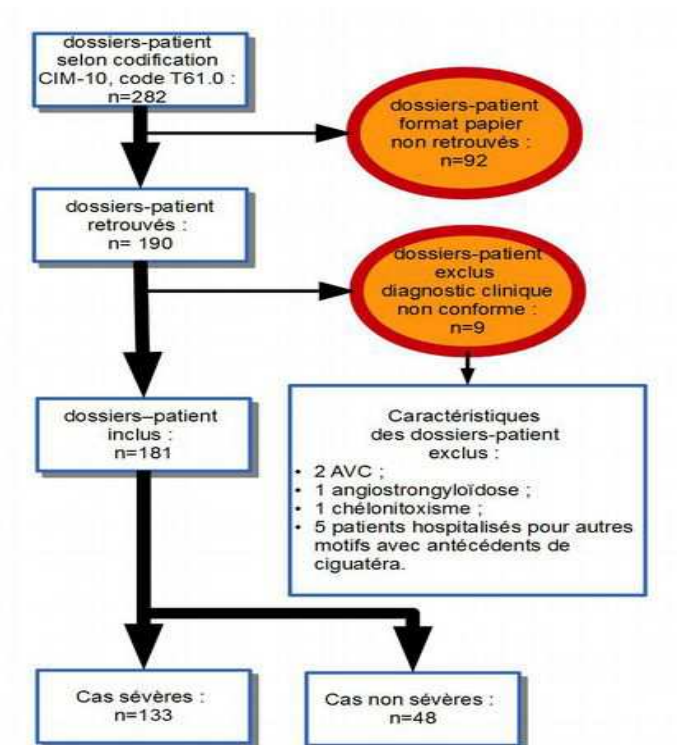 dossiers-patient
selon codification
CIM-10, code T61.0 :
n=282
dossiers-patient
format papier
non retrouvés :
n=92
dossiers-patient
retrouvés :
n= 190
dossiers-patient
exclus
diagnostic clinique
non conforme :
n=9
dossiers–patient
inclus :
n=181
Caractéristiques
des dossiers-patient
exclus :
• 2 AVC ;
• 1 angiostrongyloïdose ;
• 1 chélonitoxisme ;
• 5 patients hospitalisés pour autres
motifs avec antécédents de
ciguatéra.
Cas sévères :
n=133
Cas non sévères :
n=48